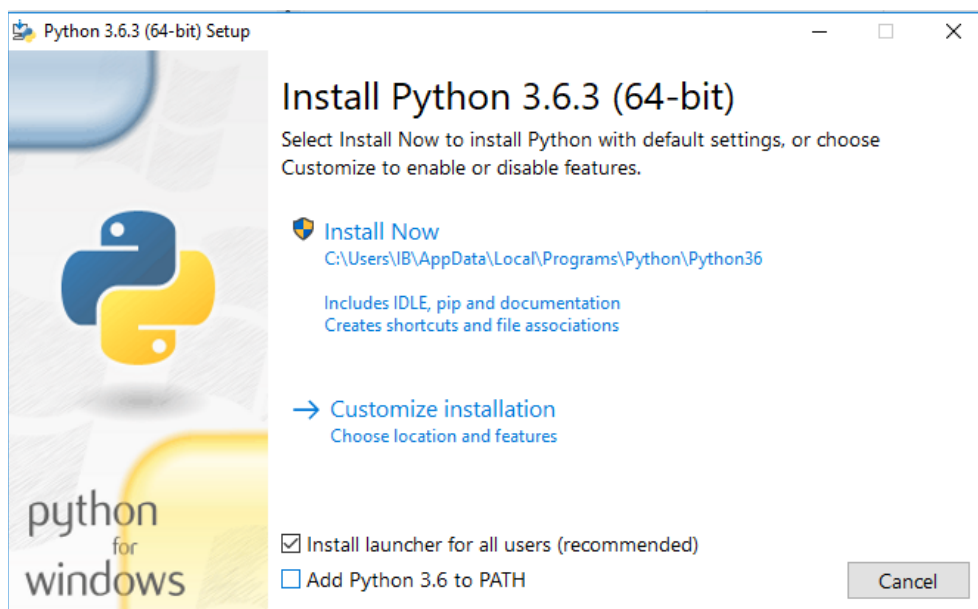 Python 3.6.3 (64-bit) Setup
Install Python 3.6.3 (64-bit)
Select Install Now to install Python with default settings, or choose
Customize to enable or disable features.
Install Now
C:\Users\IB\AppData\Local\Programs\Python\Python36
Includes IDLE, pip and documentation
Creates shortcuts and file associations
Customize installation
Choose location and features
python
for
windows
Install launcher for all users (recommended)
Add Python 3.6 to PATH
Cancel